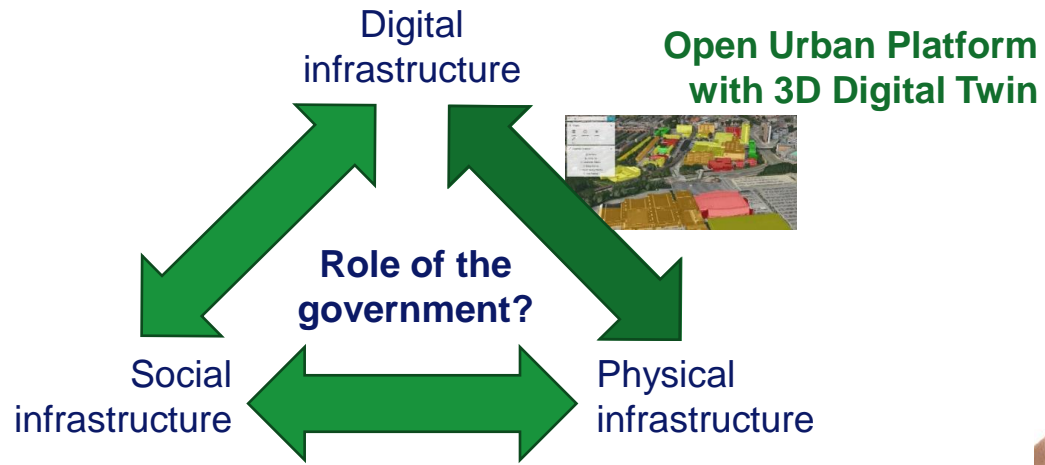 Digital
infrastructure
Open Urban Platform
with 3D Digital Twin
Role of the
government?
Social
infrastructure
Physical
infrastructure